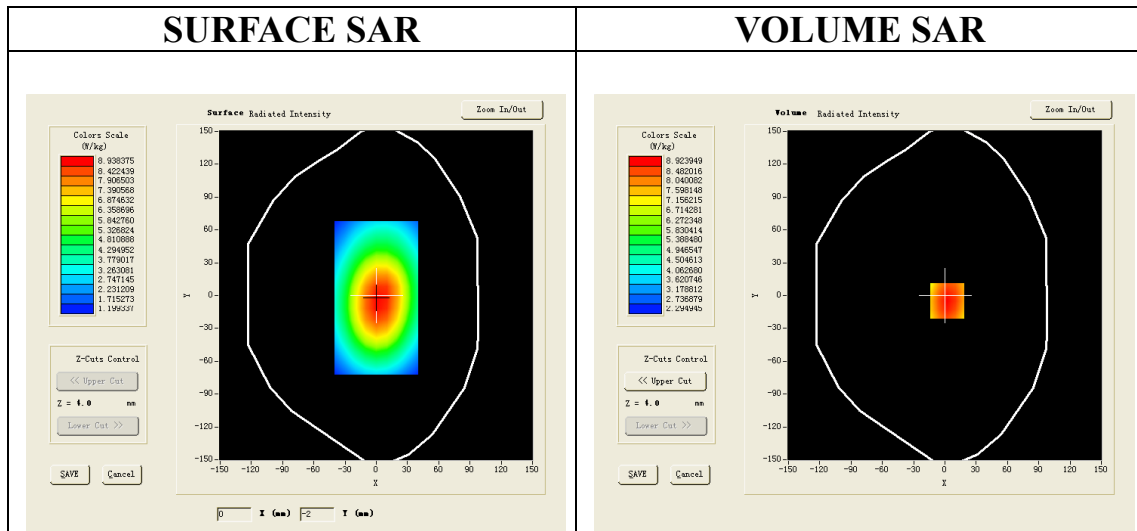 SURFACE SAR
VOLUME SAR
Surface Radiated Intensity
Zoom In/Out
Colors Scale
(W/kg)
8.938375
8.422439
7.906503
7.390568
6.874632
6.358696
5.842760
5.326824
4.810888
4.294952
3.779017
3.263081
2.747145
2.231209
1.715273
1.199337
150
120
90
60
30
0
-30
-60
-90
-120
-150
Y
-150 -120 -90 -60 -30 0 30 60 90 120 150
X
Z-Cuts Control
<< Upper Cut
Z = 4.0 mm
Lower Cut >>
SAVE Cancel
0 X (mm) -2 Y (mm)
Volume Radiated Intensity
Zoom In/Out
Colors Scale
(W/kg)
8.923949
8.482016
8.040082
7.598148
7.156215
6.714281
6.272348
5.830414
5.388480
4.946547
4.504613
4.062680
3.620746
3.178812
2.736879
2.294945
150
120
90
60
30
0
-30
-60
-90
-120
-150
Y
-150 -120 -90 -60 -30 0 30 60 90 120 150
X
Z-Cuts Control
<< Upper Cut
Z = 4.0 mm
Lower Cut >>
SAVE Cancel